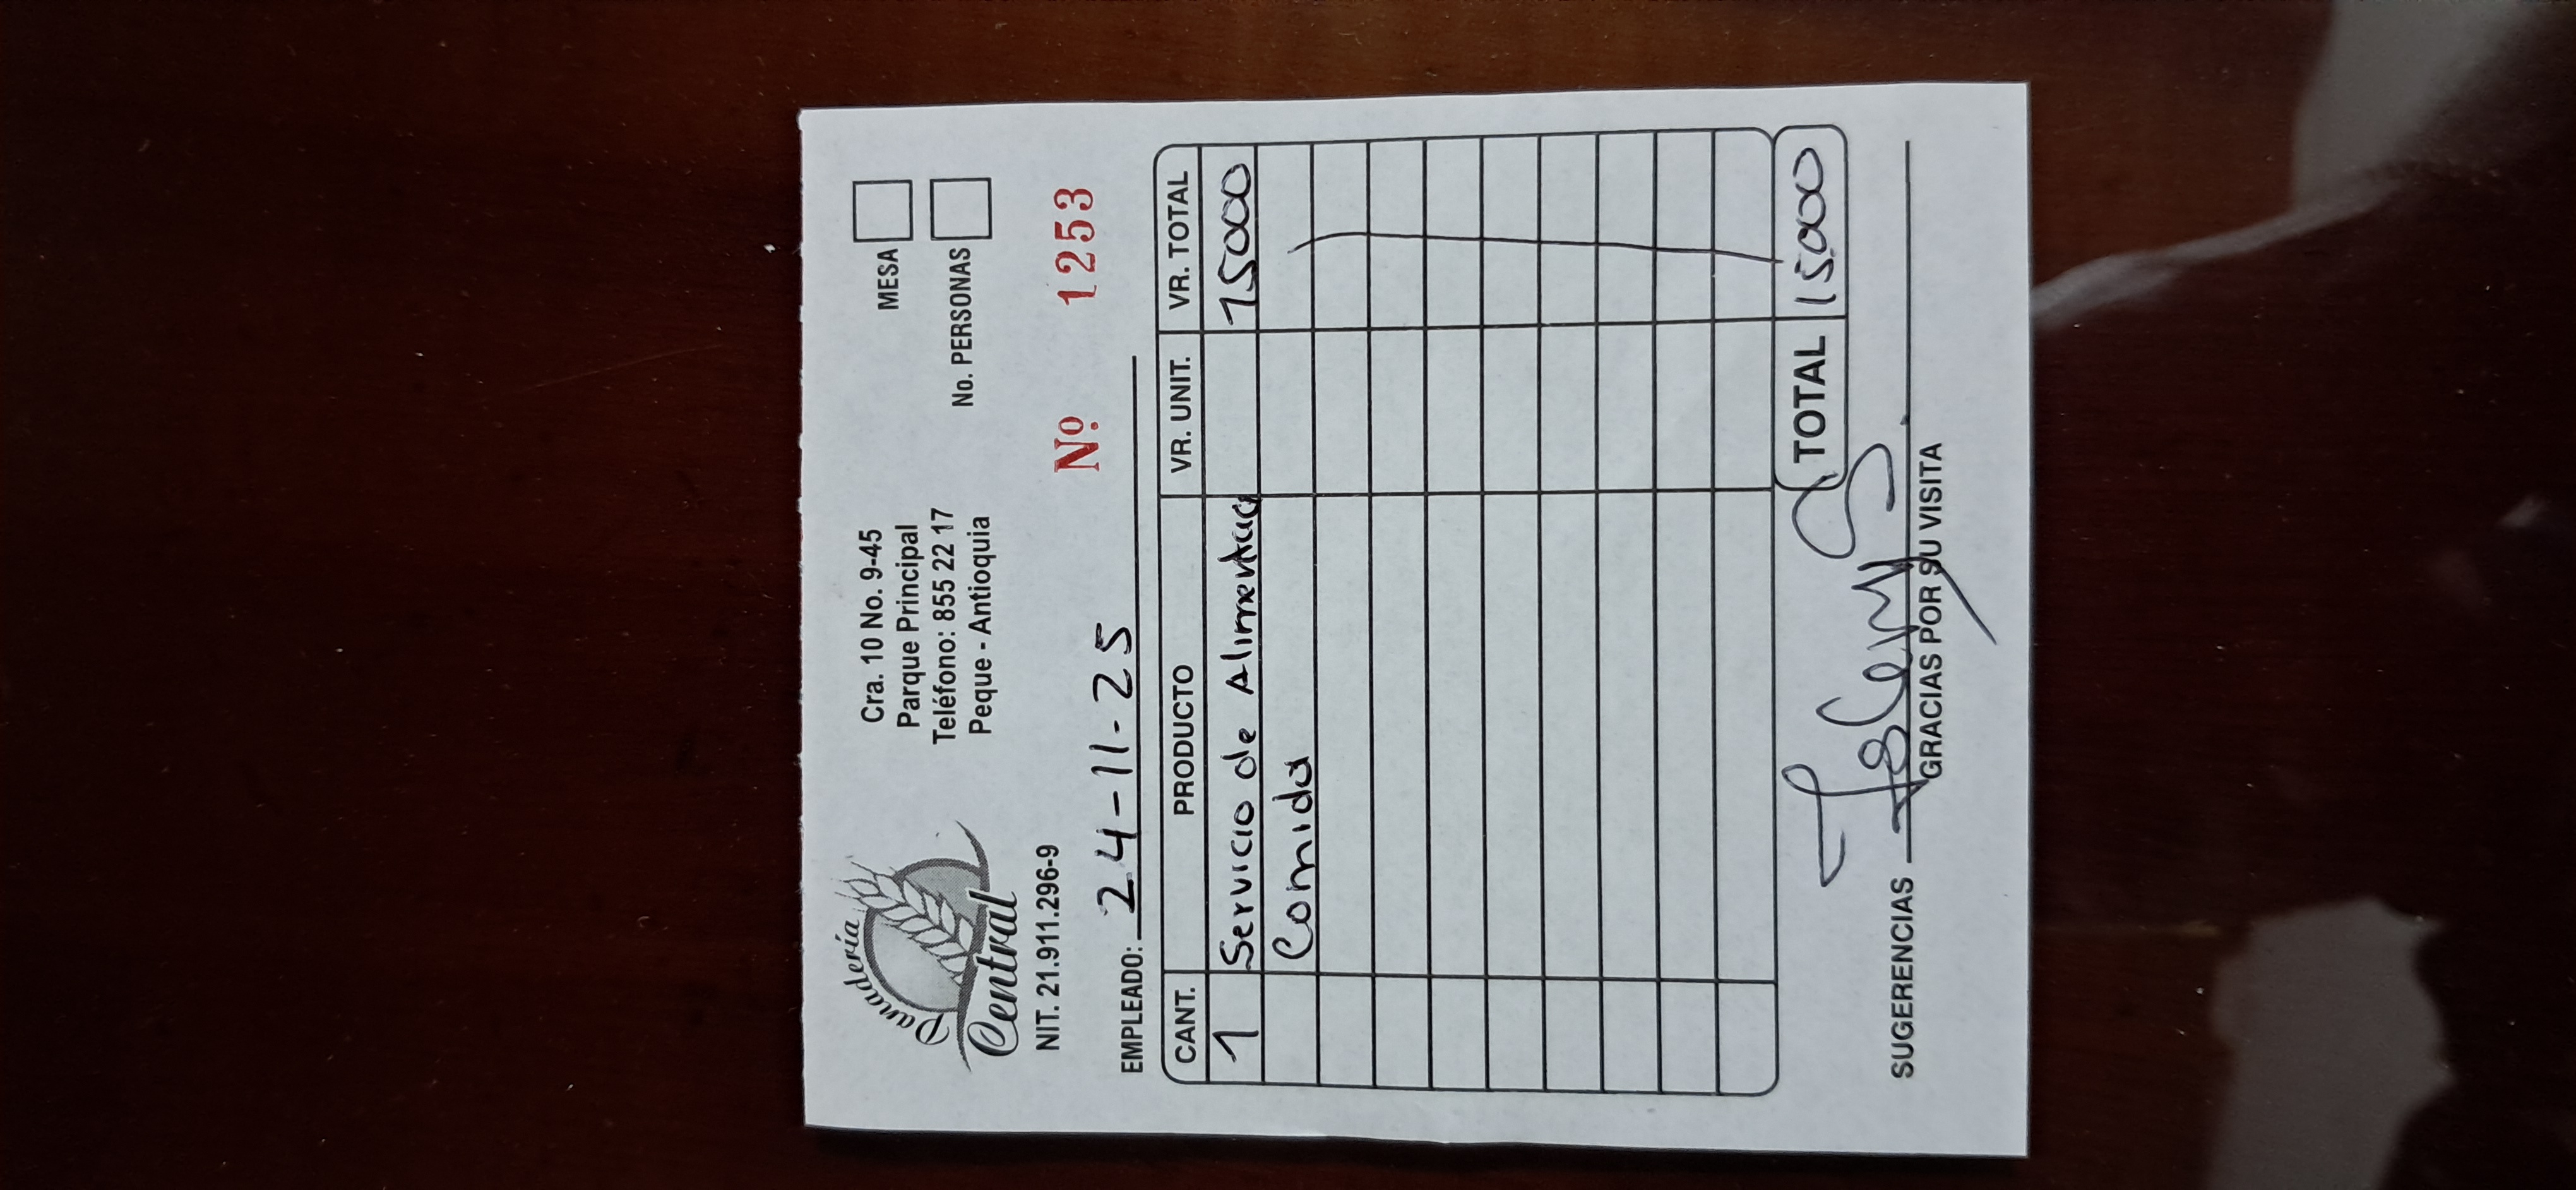 Panadería
Central
NIT. 21.911.296-9
Cra. 10 No. 9-45
Parque Principal
Teléfono: 855 22 17
Peque - Antioquia
MESA
No. PERSONAS
Nº 1253
EMPLEADO: 24-11-25
CANT. PRODUCTO VR. UNIT. VR. TOTAL
1 Servicio de Alimentac 15000
Comida
TOTAL 15000
SUGERENCIAS
GRACIAS POR SU VISITA